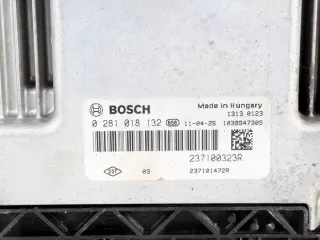 BOSCH
Made in Hungary
1313 0123
0 281 018 132 11-04-26 1039S47305
237100323R
03 237101472R